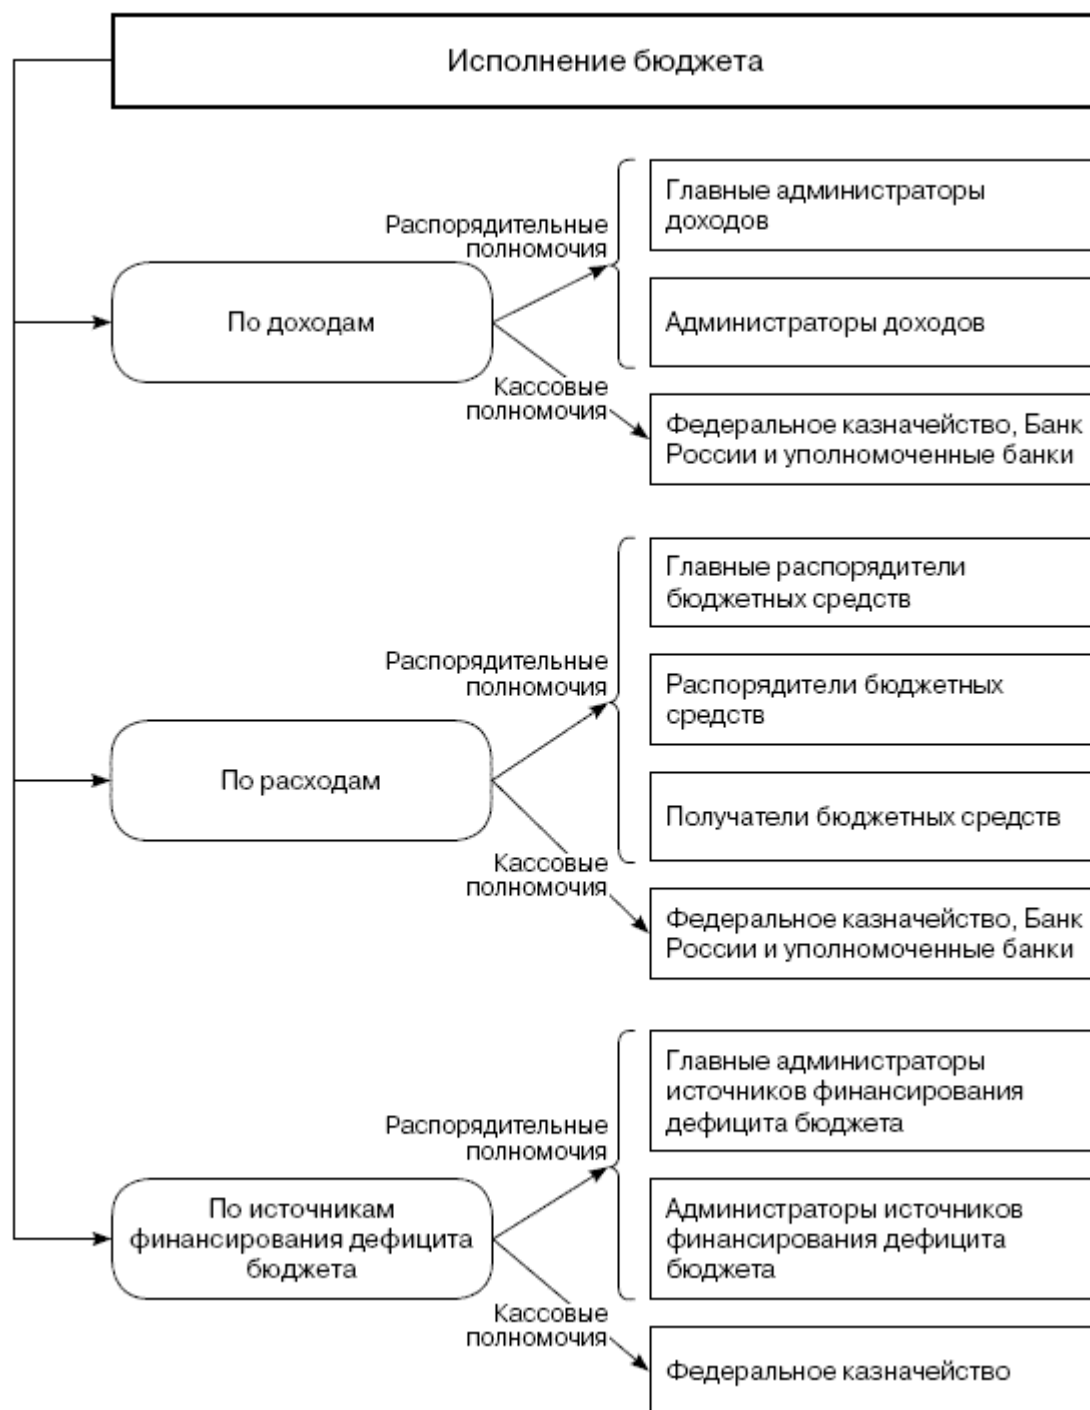 Исполнение бюджета
Распорядительные
полномочия
Главные администраторы
доходов
По доходам
Администраторы доходов
Кассовые
полномочия
Федеральное казначейство, Банк
России и уполномоченные банки
Главные распорядители
бюджетных средств
Распорядительные
полномочия
Распорядители бюджетных
средств
По расходам
Получатели бюджетных средств
Кассовые
полномочия
Федеральное казначейство, Банк
России и уполномоченные банки
Главные администраторы
источников финансирования
дефицита бюджета
Распорядительные
полномочия
По источникам
финансирования дефицита
бюджета
Администраторы источников
финансирования дефицита
бюджета
Кассовые
полномочия
Федеральное казначейство